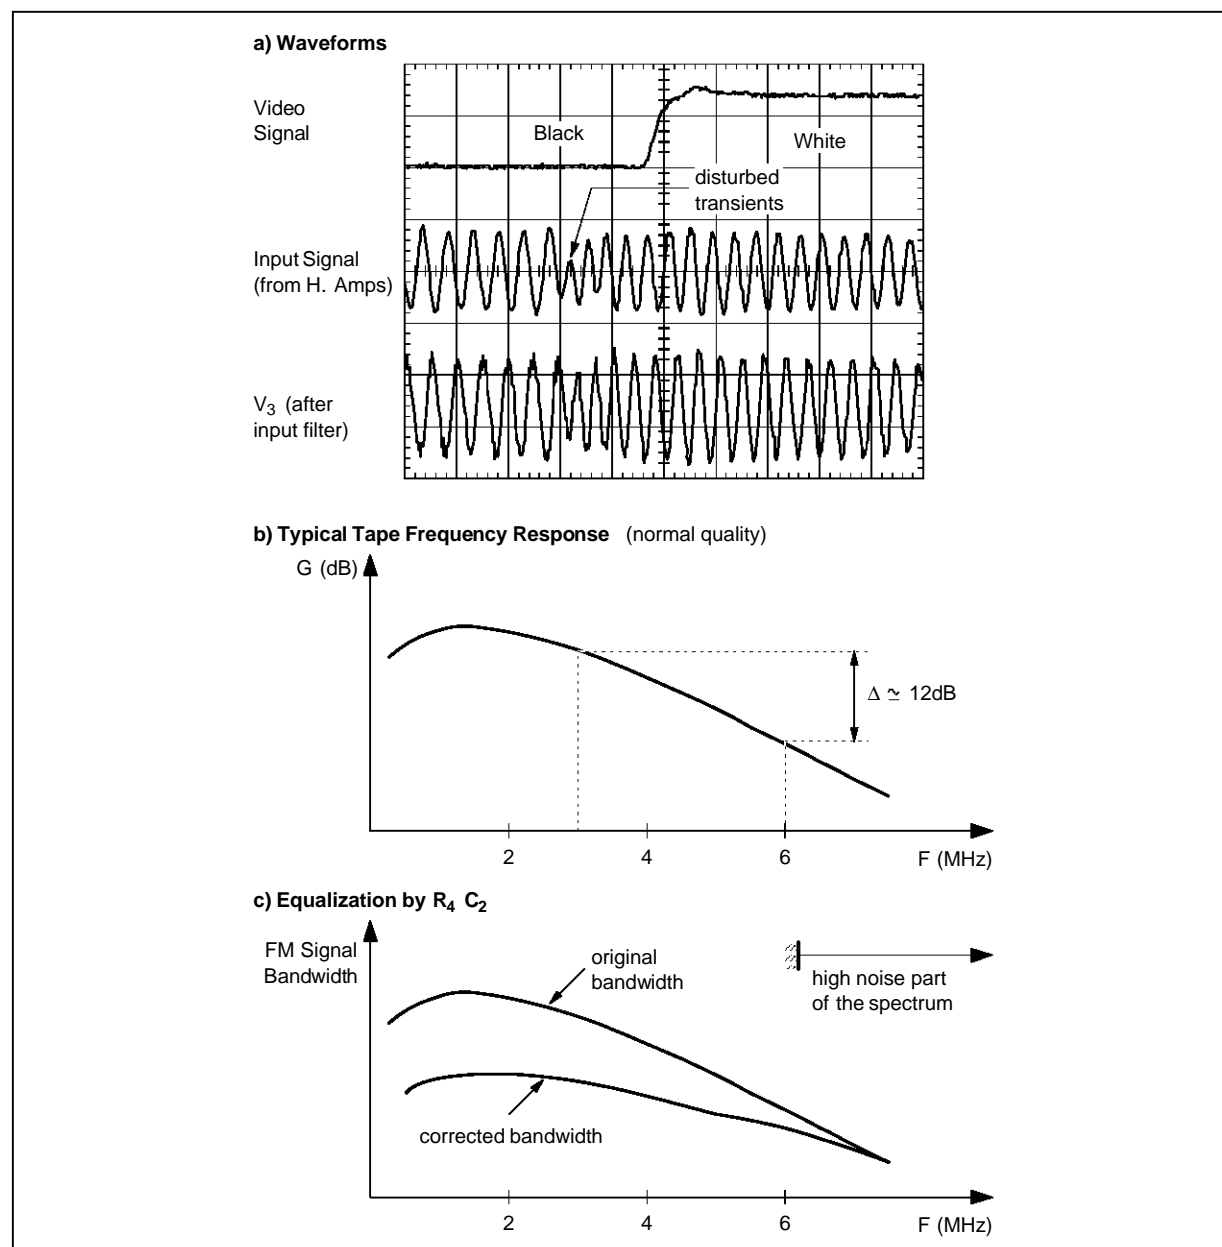 a) Waveforms
Video
Signal
Black
White
disturbed
transients
Input Signal
(from H. Amps)
V3 (after
input filter)
b) Typical Tape Frequency Response (normal quality)
G (dB)
Δ ≃ 12dB
2 4 6 F (MHz)
c) Equalization by R4 C2
FM Signal
Bandwidth
original
bandwidth
high noise part
of the spectrum
corrected bandwidth
2 4 6 F (MHz)